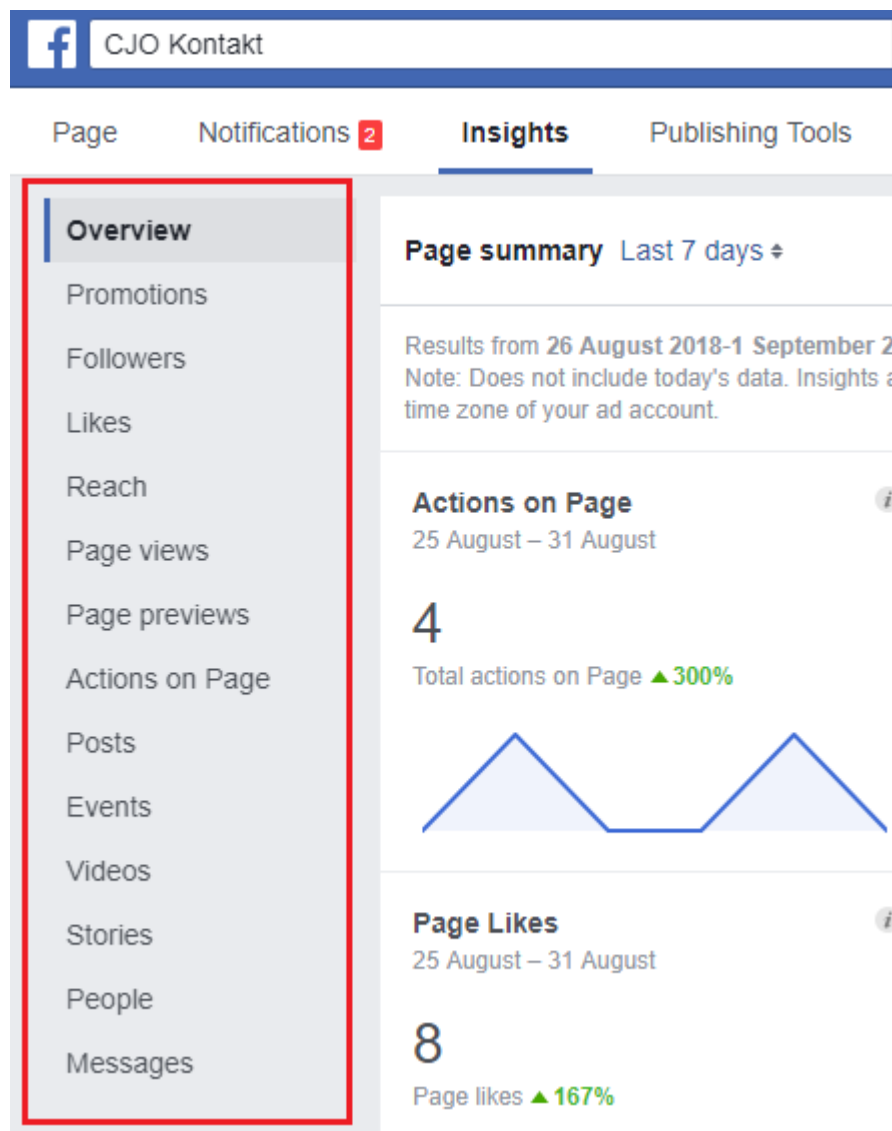 f CJO Kontakt
Page Notifications 2 Insights Publishing Tools
Overview
Promotions
Followers
Likes
Reach
Page views
Page previews
Actions on Page
Posts
Events
Videos
Stories
People
Messages
Page summary Last 7 days
Results from 26 August 2018-1 September
Note: Does not include today's data. Insights
time zone of your ad account.
Actions on Page i
25 August – 31 August
4
Total actions on Page ▲300%
Page Likes i
25 August – 31 August
8
Page likes ▲167%